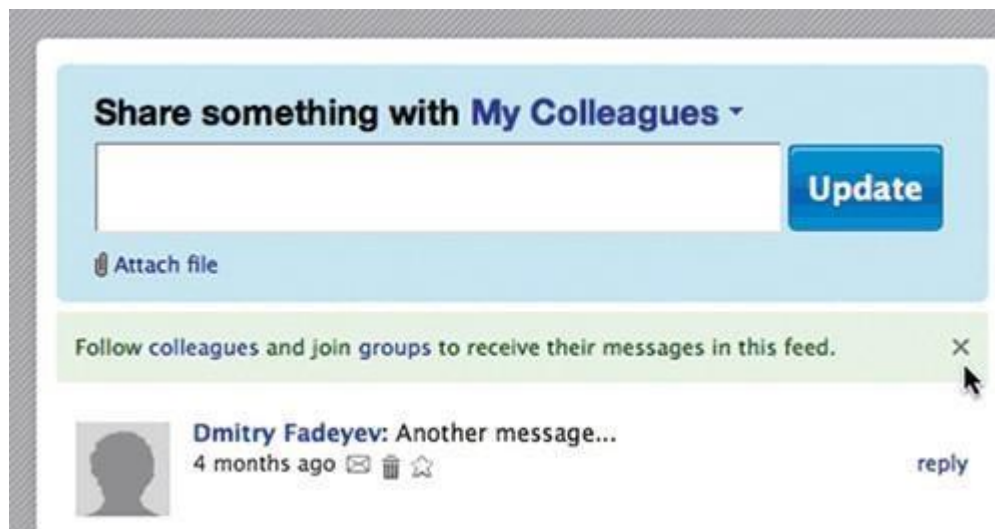 Share something with My Colleagues
Update
Attach file
Follow colleagues and join groups to receive their messages in this feed.
Dmitry Fadeyev: Another message...
4 months ago
reply